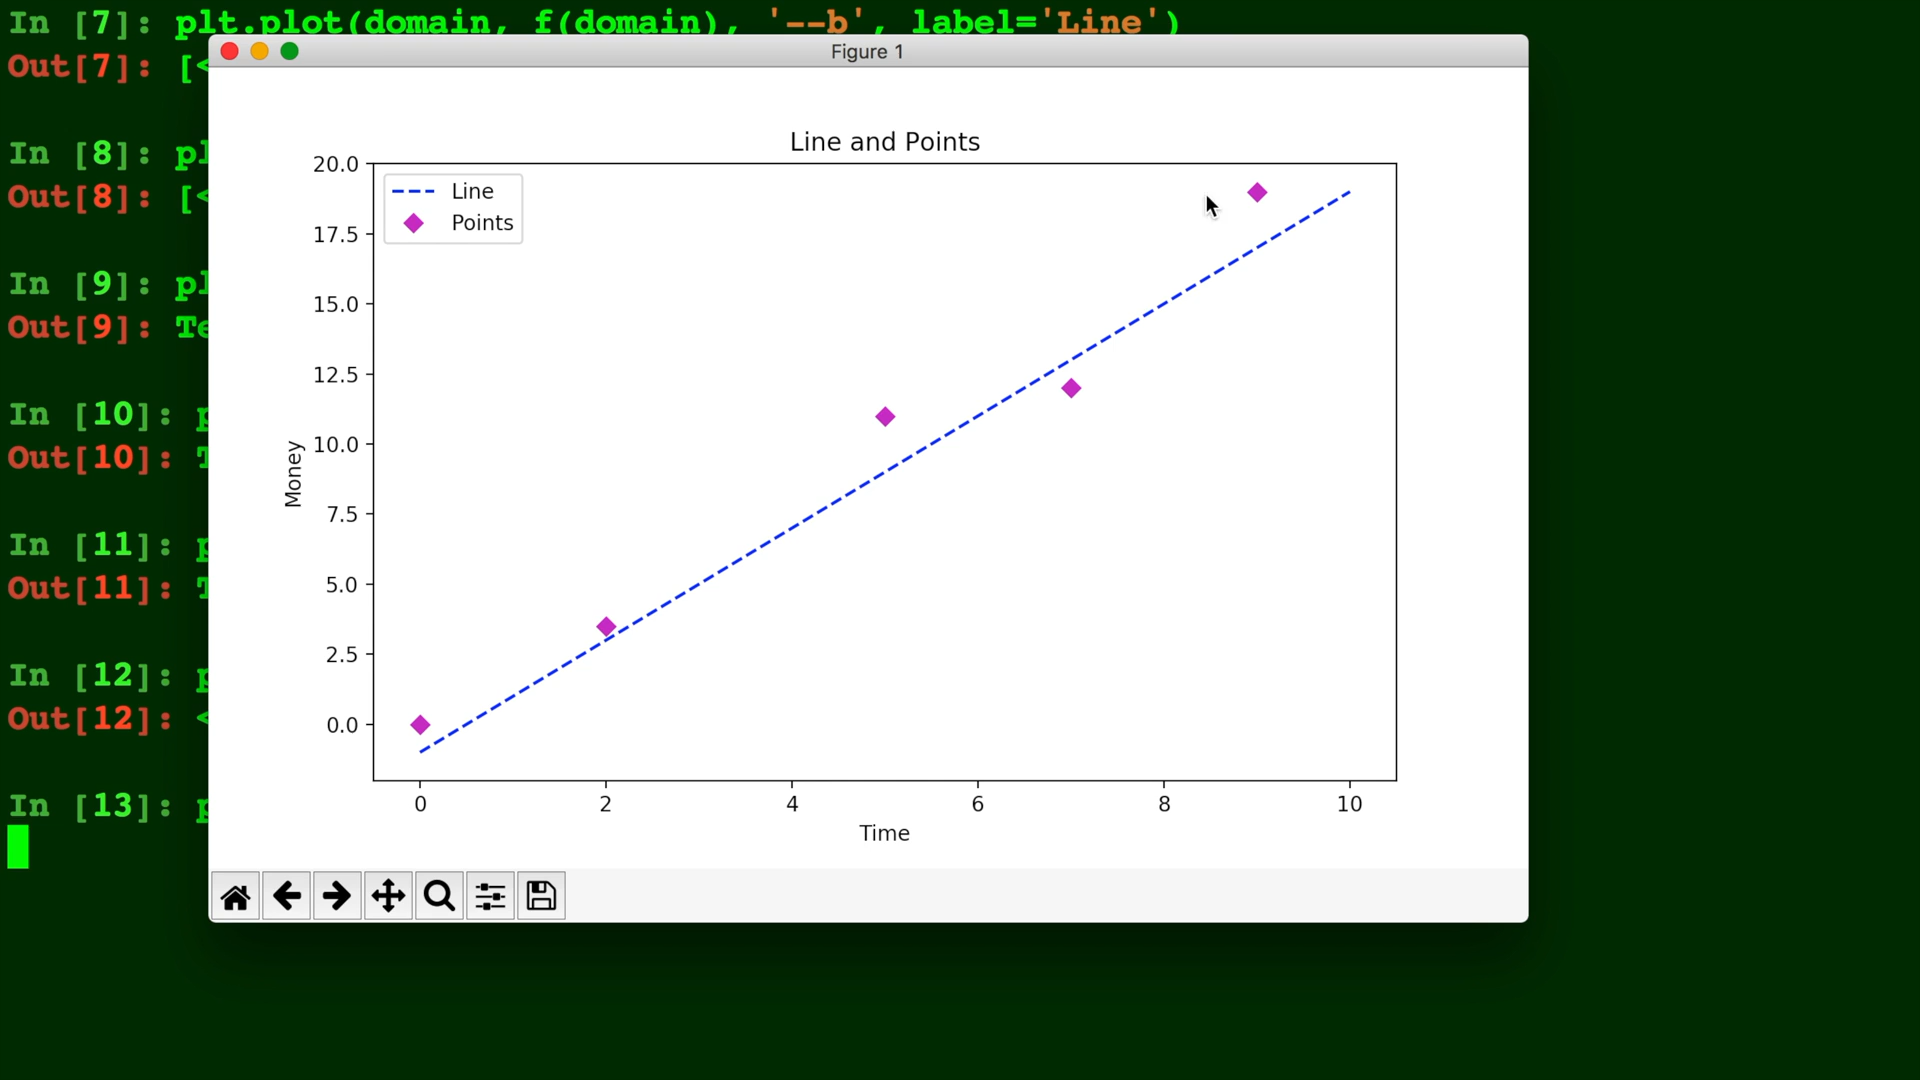 In [7]: plt.plot(domain, f(domain), '--b', label='Line')
Out[7]: [<
In [8]: pl
Out[8]: [<
In [9]: pl
Out[9]: Te
In [10]: p
Out[10]: T
In [11]: p
Out[11]: T
In [12]: p
Out[12]: <
In [13]: p
Figure 1
Line and Points
Line
Points
20.0
17.5
15.0
12.5
10.0
7.5
5.0
2.5
0.0
Money
0 2 4 6 8 10
Time